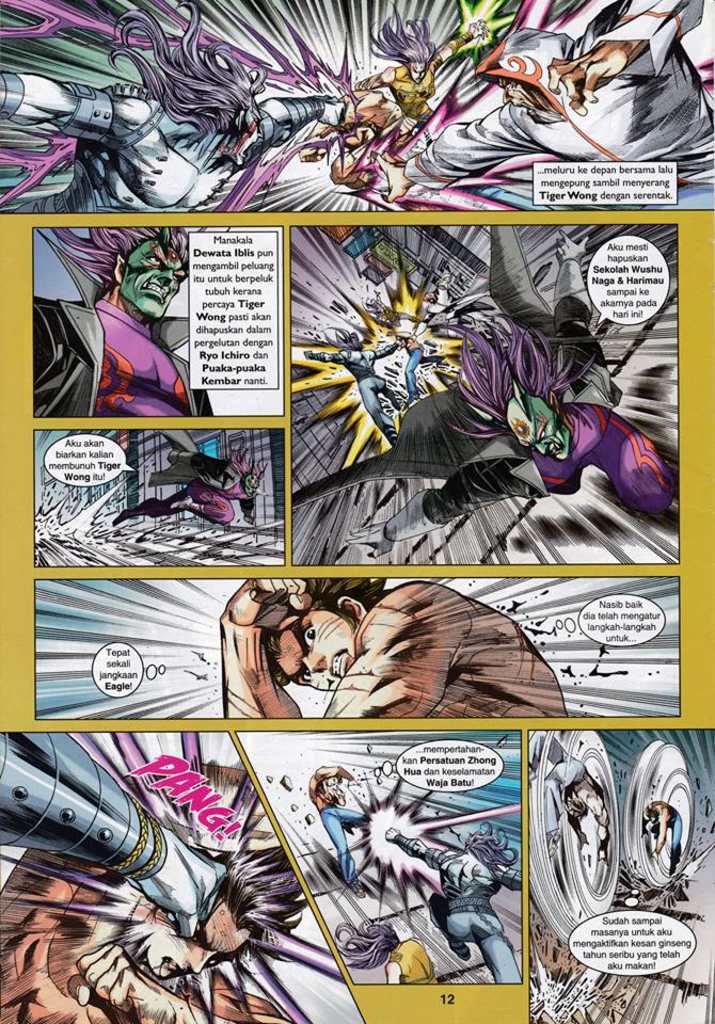 ...meluru ke depan bersama lalu
mengepung sambil menyerang
Tiger Wong dengan serentak.
Manakala
Dewata Iblis pun
mengambil peluang
itu untuk berpeluk
tubuh kerana
percaya Tiger
Wong pasti akan
dihapuskan dalam
pergelutan dengan
Ryo Ichiro dan
Puaka-puaka
Kembar nanti.
Aku mesti
hapuskan
Sekolah Wushu
Naga & Harimau
sampai ke
akarnya pada
hari ini!
Aku akan
biarkan kalian
membunuh Tiger
Wong itu!
Tepat
sekali
jangkaan
Eagle!
Nasib baik
dia telah mengatur
langkah-langkah
untuk...
PANG!
...mempertahan-
kan Persatuan Zhong
Hua dan keselamatan
Waja Batu!
Sudah sampai
masanya untuk aku
mengaktifkan kesan ginseng
tahun seribu yang telah
aku makan!
12